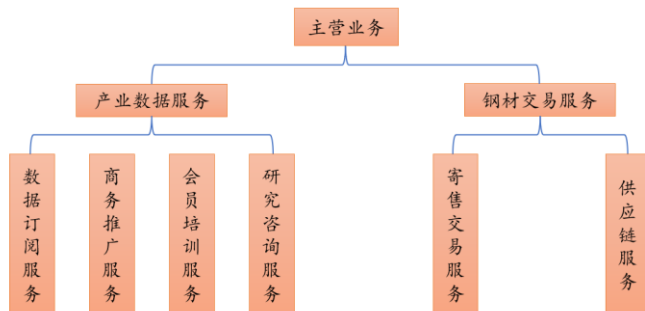 主营业务
产业数据服务
钢材交易服务
数据订阅服务
商务推广服务
会员培训服务
研究咨询服务
寄售交易服务
供应链服务